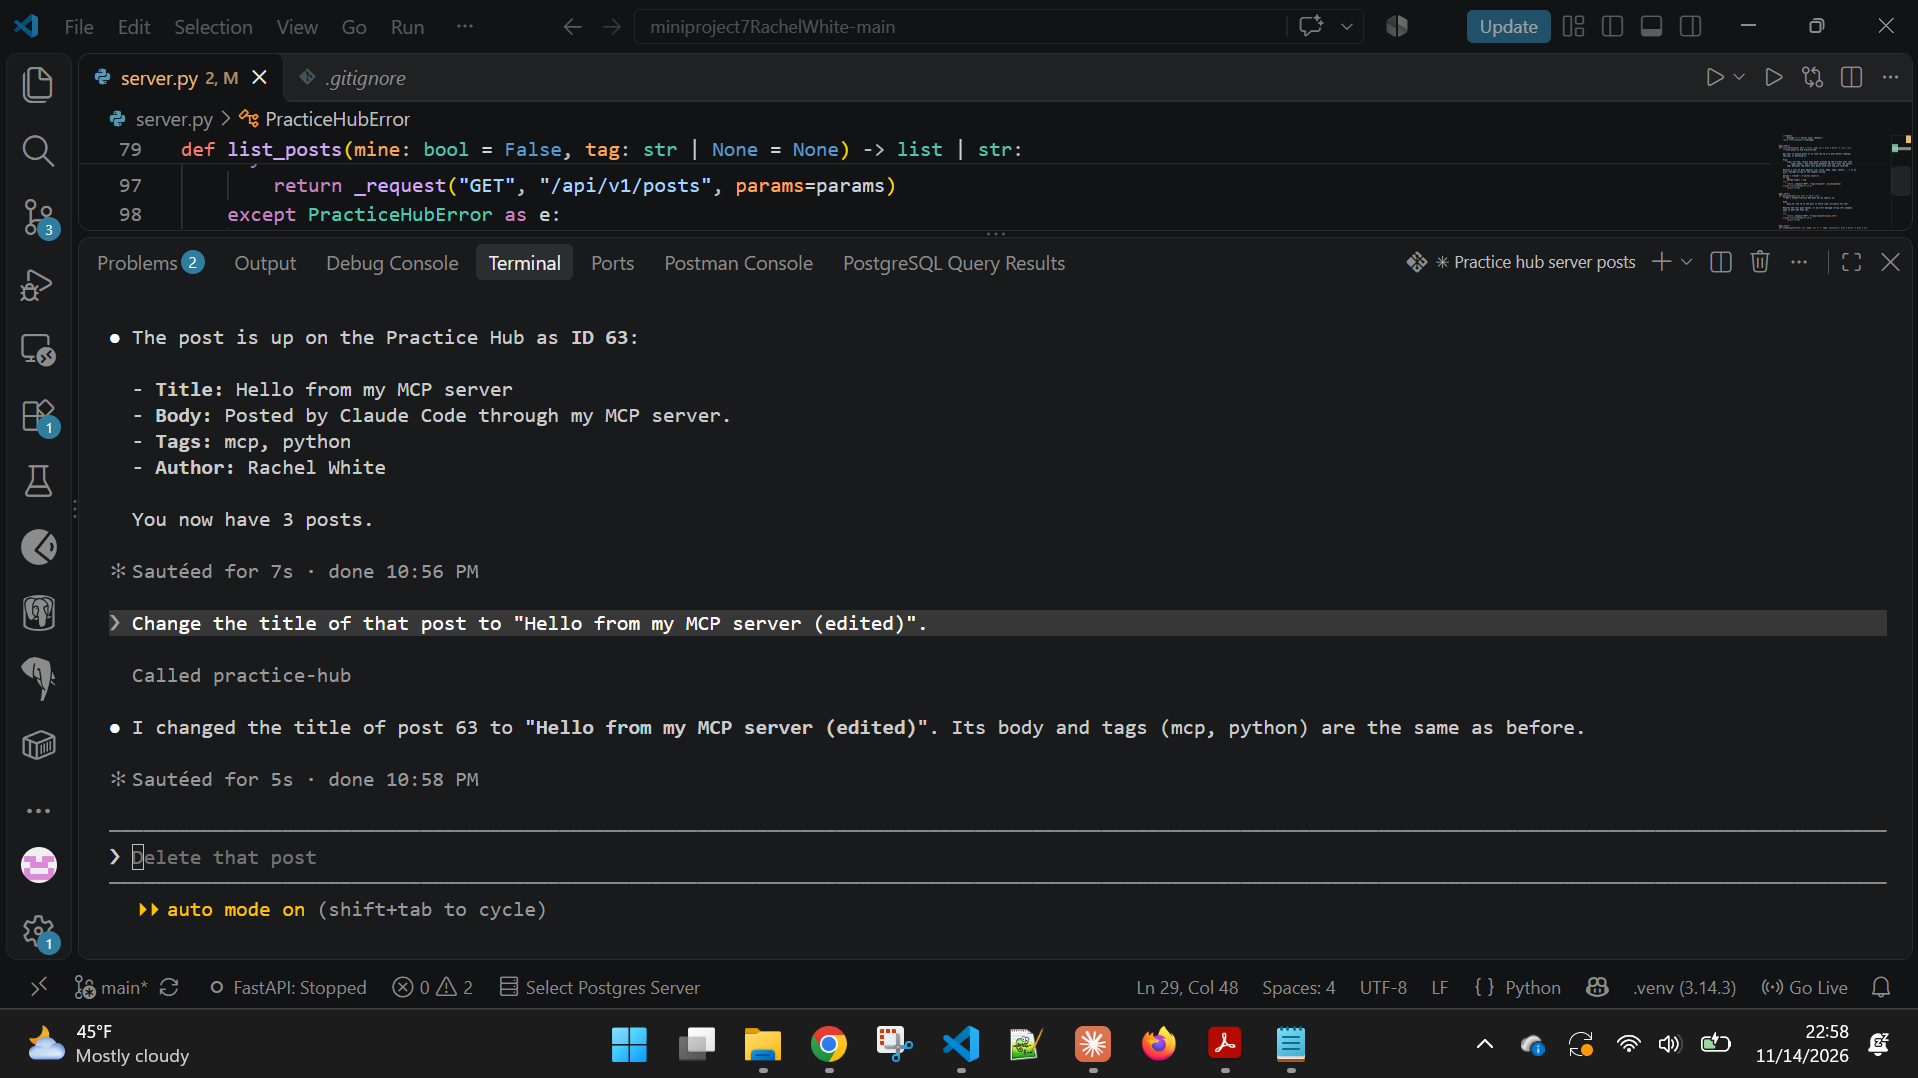 File Edit Selection View Go Run ···
miniproject7RachelWhite-main
Update
server.py 2, M
.gitignore
server.py > PracticeHubError
79 def list_posts(mine: bool = False, tag: str | None = None) -> list | str:
97 return _request("GET", "/api/v1/posts", params=params)
98 except PracticeHubError as e:
Problems 2 Output Debug Console Terminal Ports Postman Console PostgreSQL Query Results
✳ Practice hub server posts
● The post is up on the Practice Hub as ID 63:
- Title: Hello from my MCP server
- Body: Posted by Claude Code through my MCP server.
- Tags: mcp, python
- Author: Rachel White
You now have 3 posts.
✻ Sautéed for 7s · done 10:56 PM
❯ Change the title of that post to "Hello from my MCP server (edited)".
Called practice-hub
● I changed the title of post 63 to "Hello from my MCP server (edited)". Its body and tags (mcp, python) are the same as before.
✻ Sautéed for 5s · done 10:58 PM
❯ Delete that post
⏵⏵ auto mode on (shift+tab to cycle)
3
1
1
main* FastAPI: Stopped 0 2 Select Postgres Server Ln 29, Col 48 Spaces: 4 UTF-8 LF { } Python .venv (3.14.3) Go Live
45°F
Mostly cloudy
22:58
11/14/2026